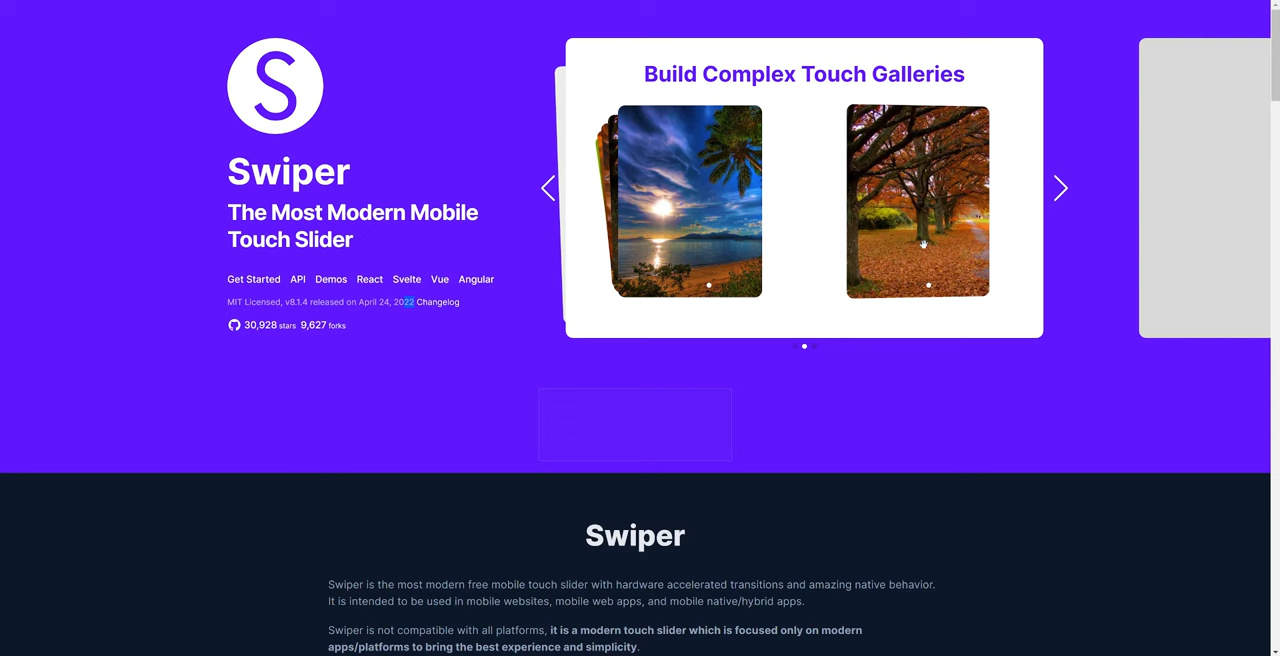 S
Swiper
The Most Modern Mobile
Touch Slider
Get Started API Demos React Svelte Vue Angular
MIT Licensed, v8.1.4 released on April 24, 2022 Changelog
30,928 stars 9,627 forks
Build Complex Touch Galleries
Swiper
Swiper is the most modern free mobile touch slider with hardware accelerated transitions and amazing native behavior.
It is intended to be used in mobile websites, mobile web apps, and mobile native/hybrid apps.
Swiper is not compatible with all platforms, it is a modern touch slider which is focused only on modern
apps/platforms to bring the best experience and simplicity.